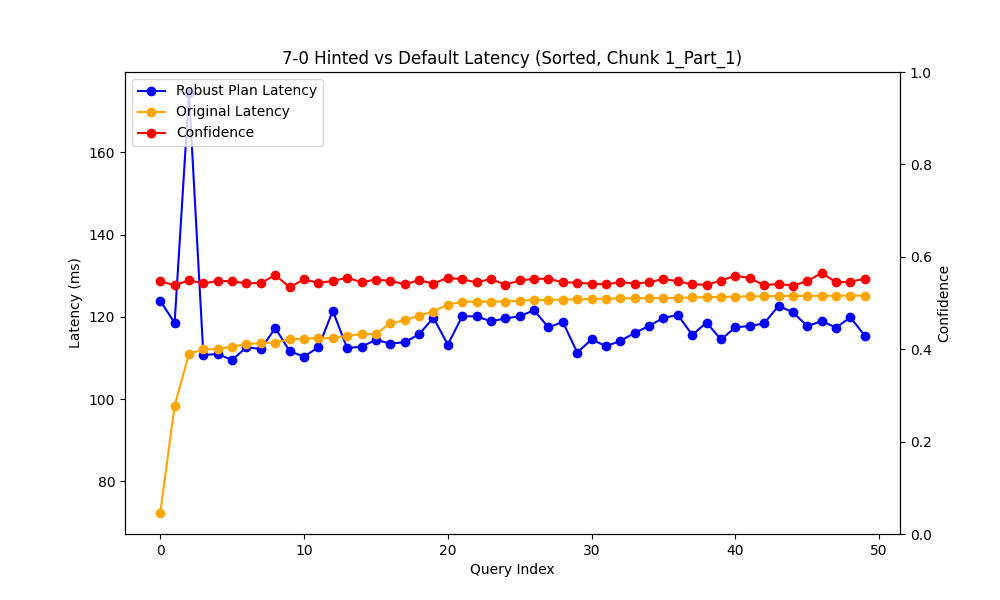 7-0 Hinted vs Default Latency (Sorted, Chunk 1_Part_1)
Robust Plan Latency
Original Latency
Confidence
160
140
120
100
80
Latency (ms)
1.0
0.8
0.6
0.4
0.2
0.0
Confidence
0 10 20 30 40 50
Query Index